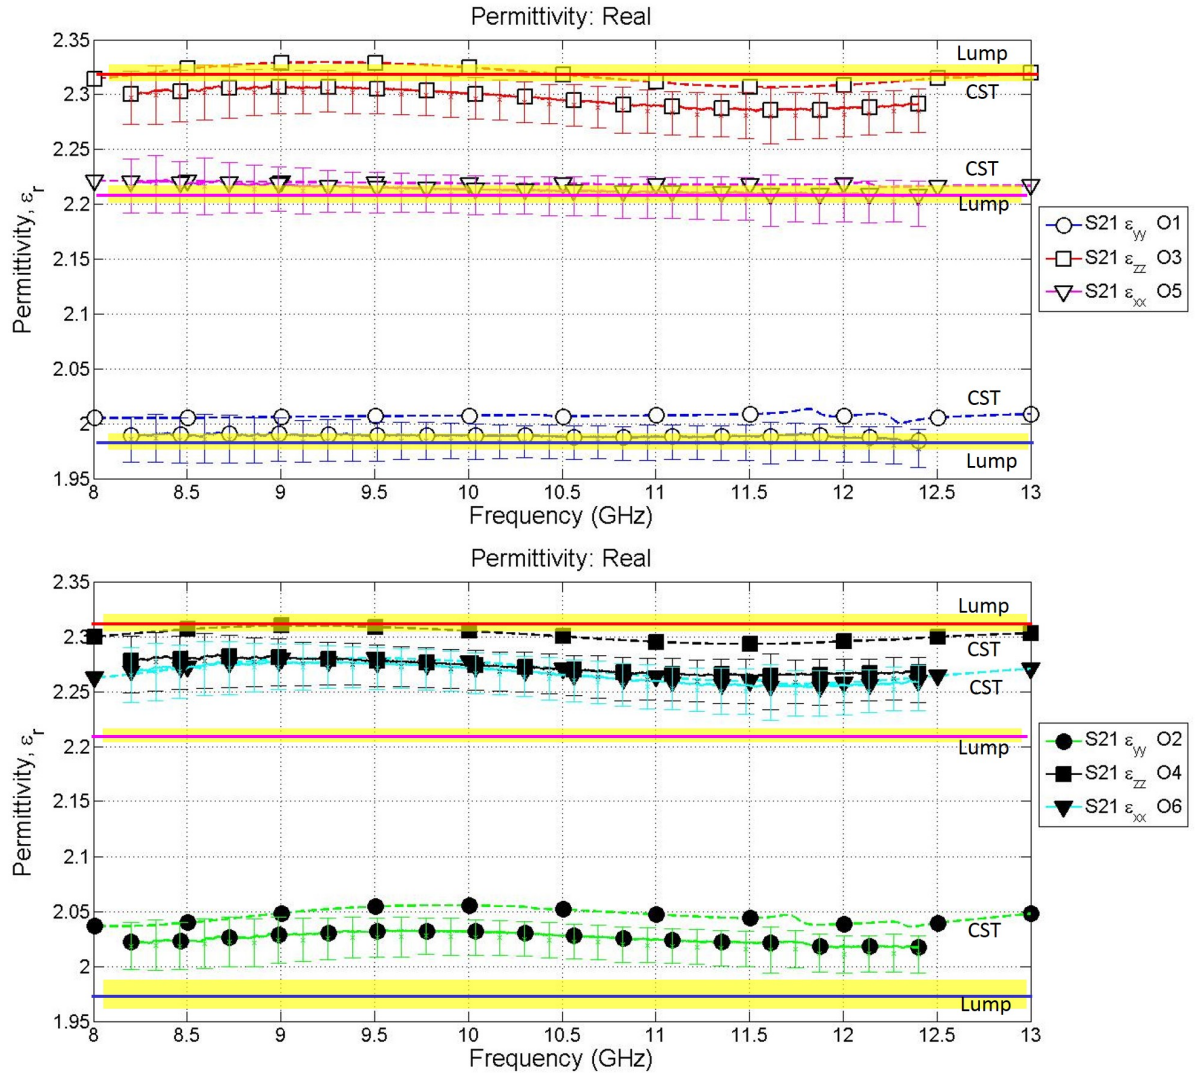 Permittivity: Real
2.35
2.3
2.25
2.2
2.15
2.1
2.05
2
1.95
Permittivity, εr
Lump
CST
CST
Lump
CST
Lump
8 8.5 9 9.5 10 10.5 11 11.5 12 12.5 13
Frequency (GHz)
S21 εyy O1
S21 εzz O3
S21 εxx O5
Permittivity: Real
2.35
2.3
2.25
2.2
2.15
2.1
2.05
2
1.95
Permittivity, εr
Lump
CST
CST
Lump
CST
Lump
8 8.5 9 9.5 10 10.5 11 11.5 12 12.5 13
Frequency (GHz)
S21 εyy O2
S21 εzz O4
S21 εxx O6